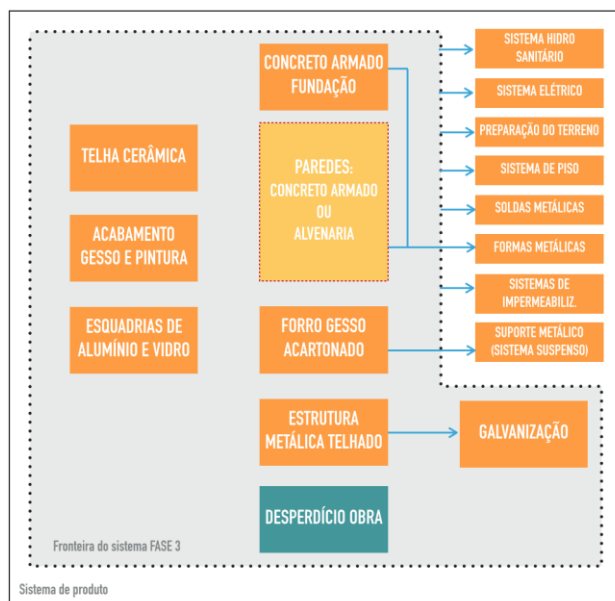 CONCRETO ARMADO
FUNDAÇÃO
TELHA CERÂMICA
PAREDES:
CONCRETO ARMADO
OU
ALVENARIA
ACABAMENTO
GESSO E PINTURA
ESQUADRIAS DE
ALUMÍNIO E VIDRO
FORRO GESSO
ACARTONADO
ESTRUTURA
METÁLICA TELHADO
DESPERDÍCIO OBRA
SISTEMA HIDRO
SANITÁRIO
SISTEMA ELÉTRICO
PREPARAÇÃO DO TERRENO
SISTEMA DE PISO
SOLDAS METÁLICAS
FORMAS METÁLICAS
SISTEMAS DE
IMPERMEABILIZ.
SUPORTE METÁLICO
(SISTEMA SUSPENSO)
GALVANIZAÇÃO
Fronteira do sistema FASE 3
Sistema de produto